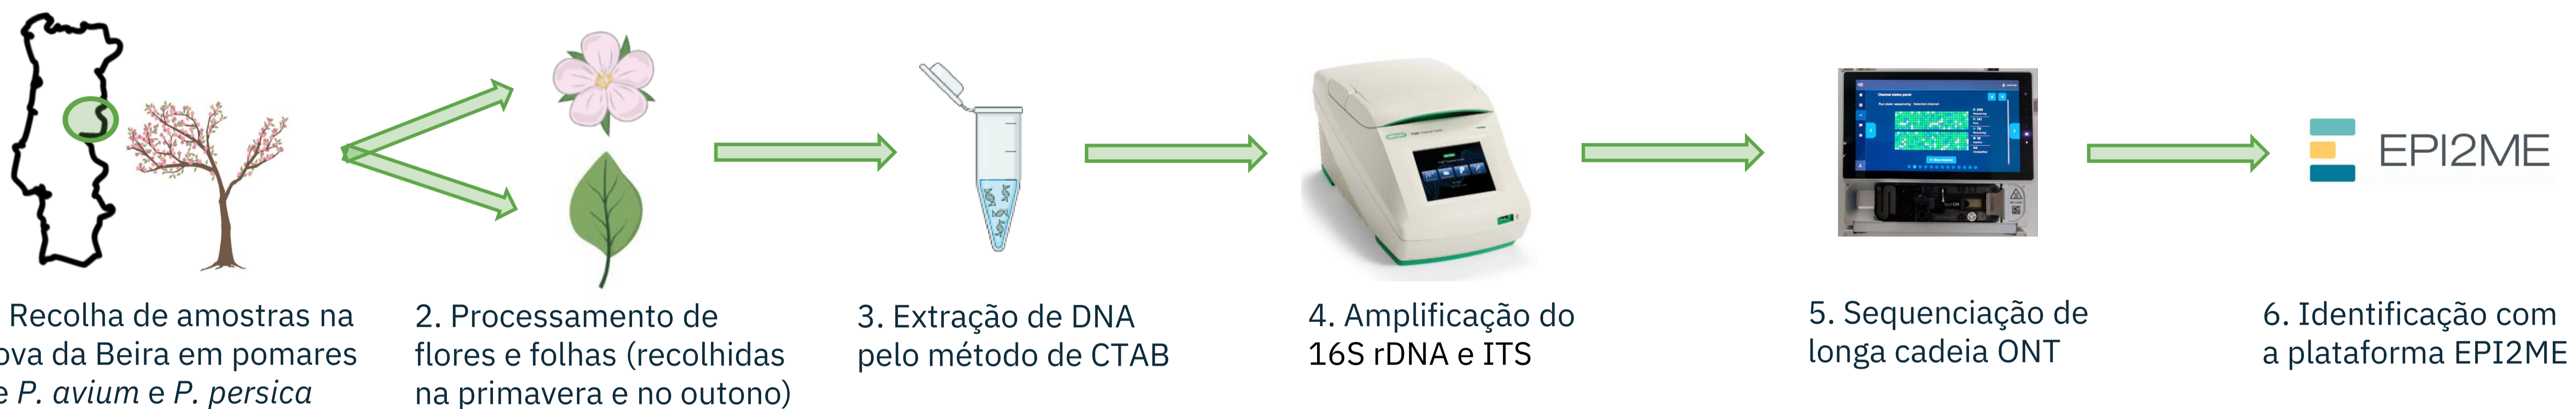 Recolha de amostras na
ova da Beira em pomares
e P. avium e P. persica
2. Processamento de
flores e folhas (recolhidas
na primavera e no outono)
3. Extração de DNA
pelo método de CTAB
4. Amplificação do
16S rDNA e ITS
5. Sequenciação de
longa cadeia ONT
EPI2ME
6. Identificação com
a plataforma EPI2ME